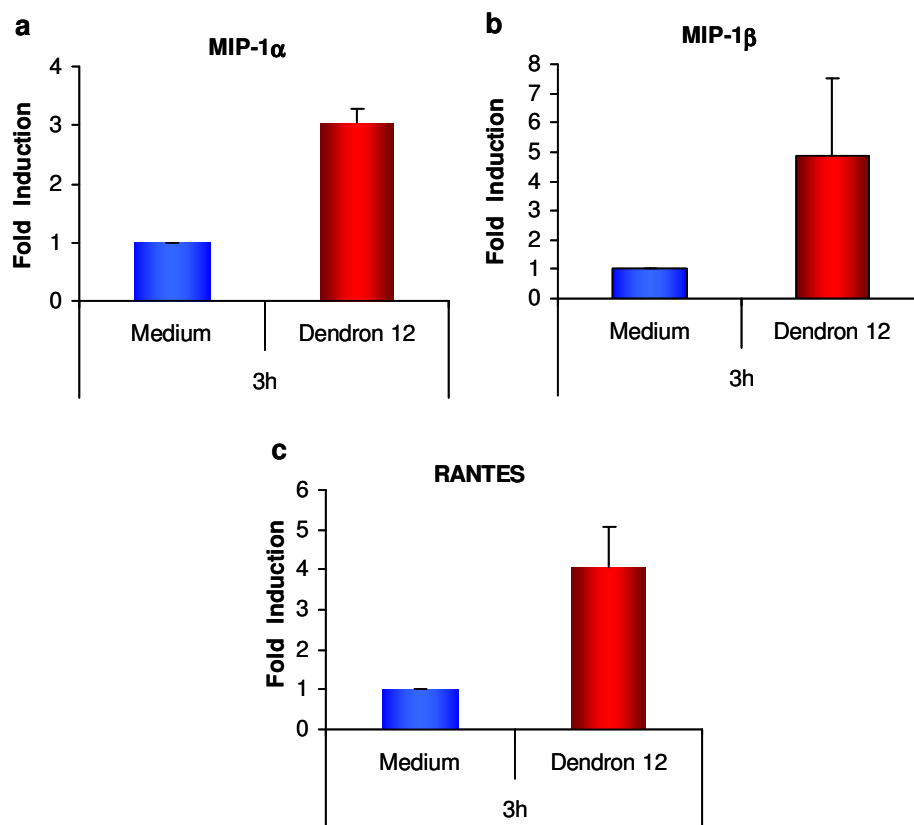 a
MIP-1α
Fold Induction
4
3
2
1
0
Medium
Dendron 12
3h
b
MIP-1β
Fold Induction
8
7
6
5
4
3
2
1
0
Medium
Dendron 12
3h
c
RANTES
Fold Induction
6
5
4
3
2
1
0
Medium
Dendron 12
3h